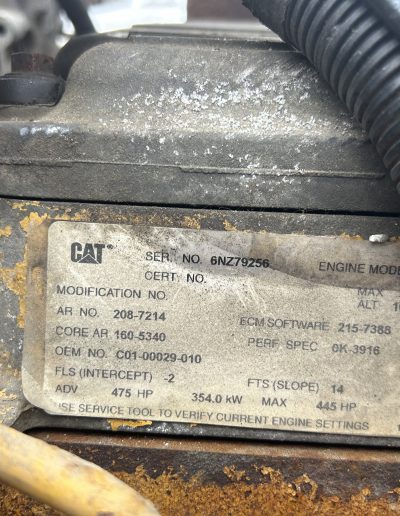 CAT
CAT® SER. NO. 6NZ79256 ENGINE MODE
CERT NO.
MODIFICATION NO MAX
ALT.
AR NO. 208-7214 ECM SOFTWARE 215-7388
CORE AR 160-5340 PERF SPEC 0K-3916
OEM NO. C01-00029-010
FLS (INTERCEPT) -2 FTS (SLOPE) 14
ADV 475 HP 354.0 kW MAX 445 HP
USE SERVICE TOOL TO VERIFY CURRENT ENGINE SETTINGS